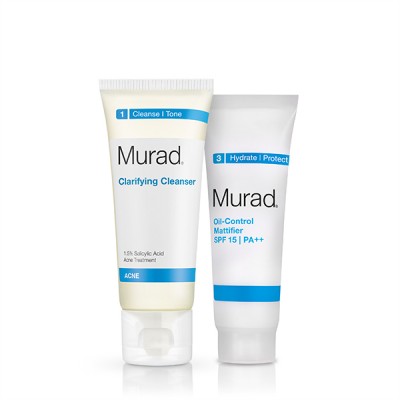 1 Cleanse | Tone
Murad.
Clarifying Cleanser
1.5% Salicylic Acid
Acne Treatment
ACNE
3 Hydrate | Protect
Murad.
Oil-Control
Mattifier
SPF 15 | PA++